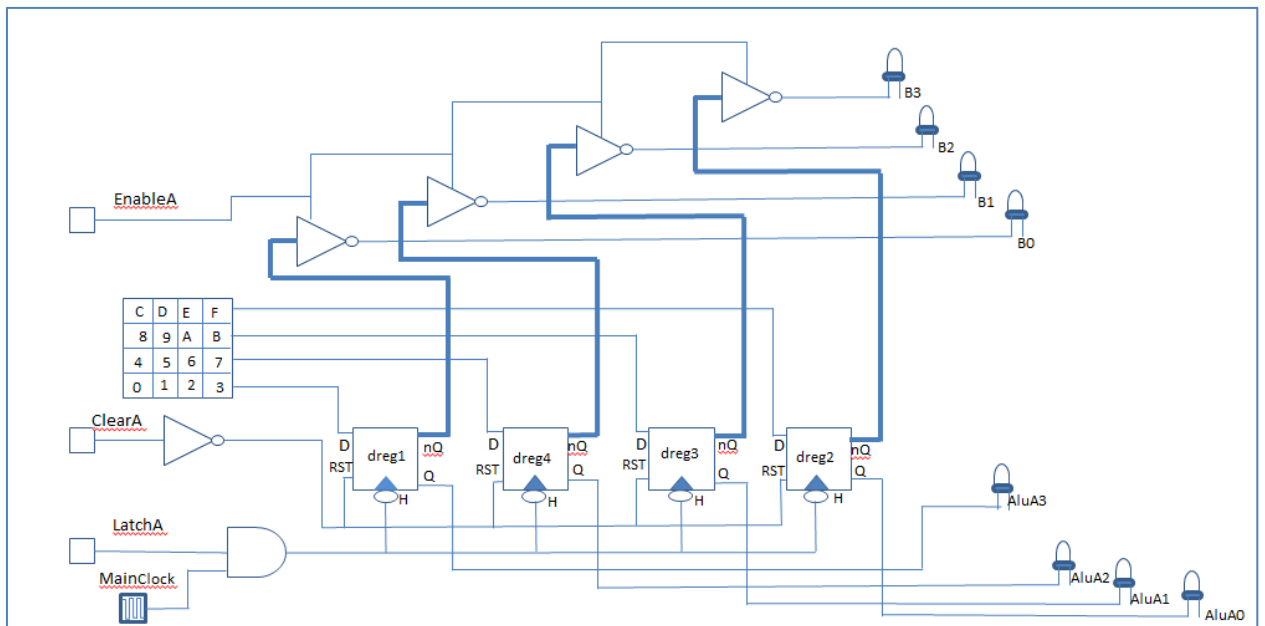 B3
B2
B1
B0
EnableA
C D E F
8 9 A B
4 5 6 7
0 1 2 3
ClearA
D dreg1 nQ
RST Q
H
D dreg4 nQ
RST Q
H
D dreg3 nQ
RST Q
H
D dreg2 nQ
RST Q
H
AluA3
LatchA
MainClock
AluA2
AluA1
AluA0